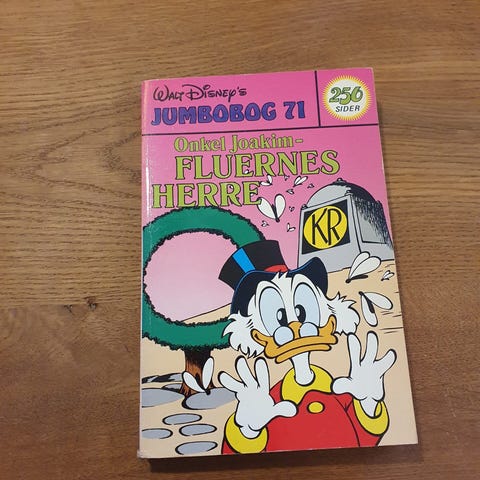 WALT DISNEY'S
JUMBOBOG 71
256
SIDER
Onkel Joakim-
FLUERNES
HERRE
KR